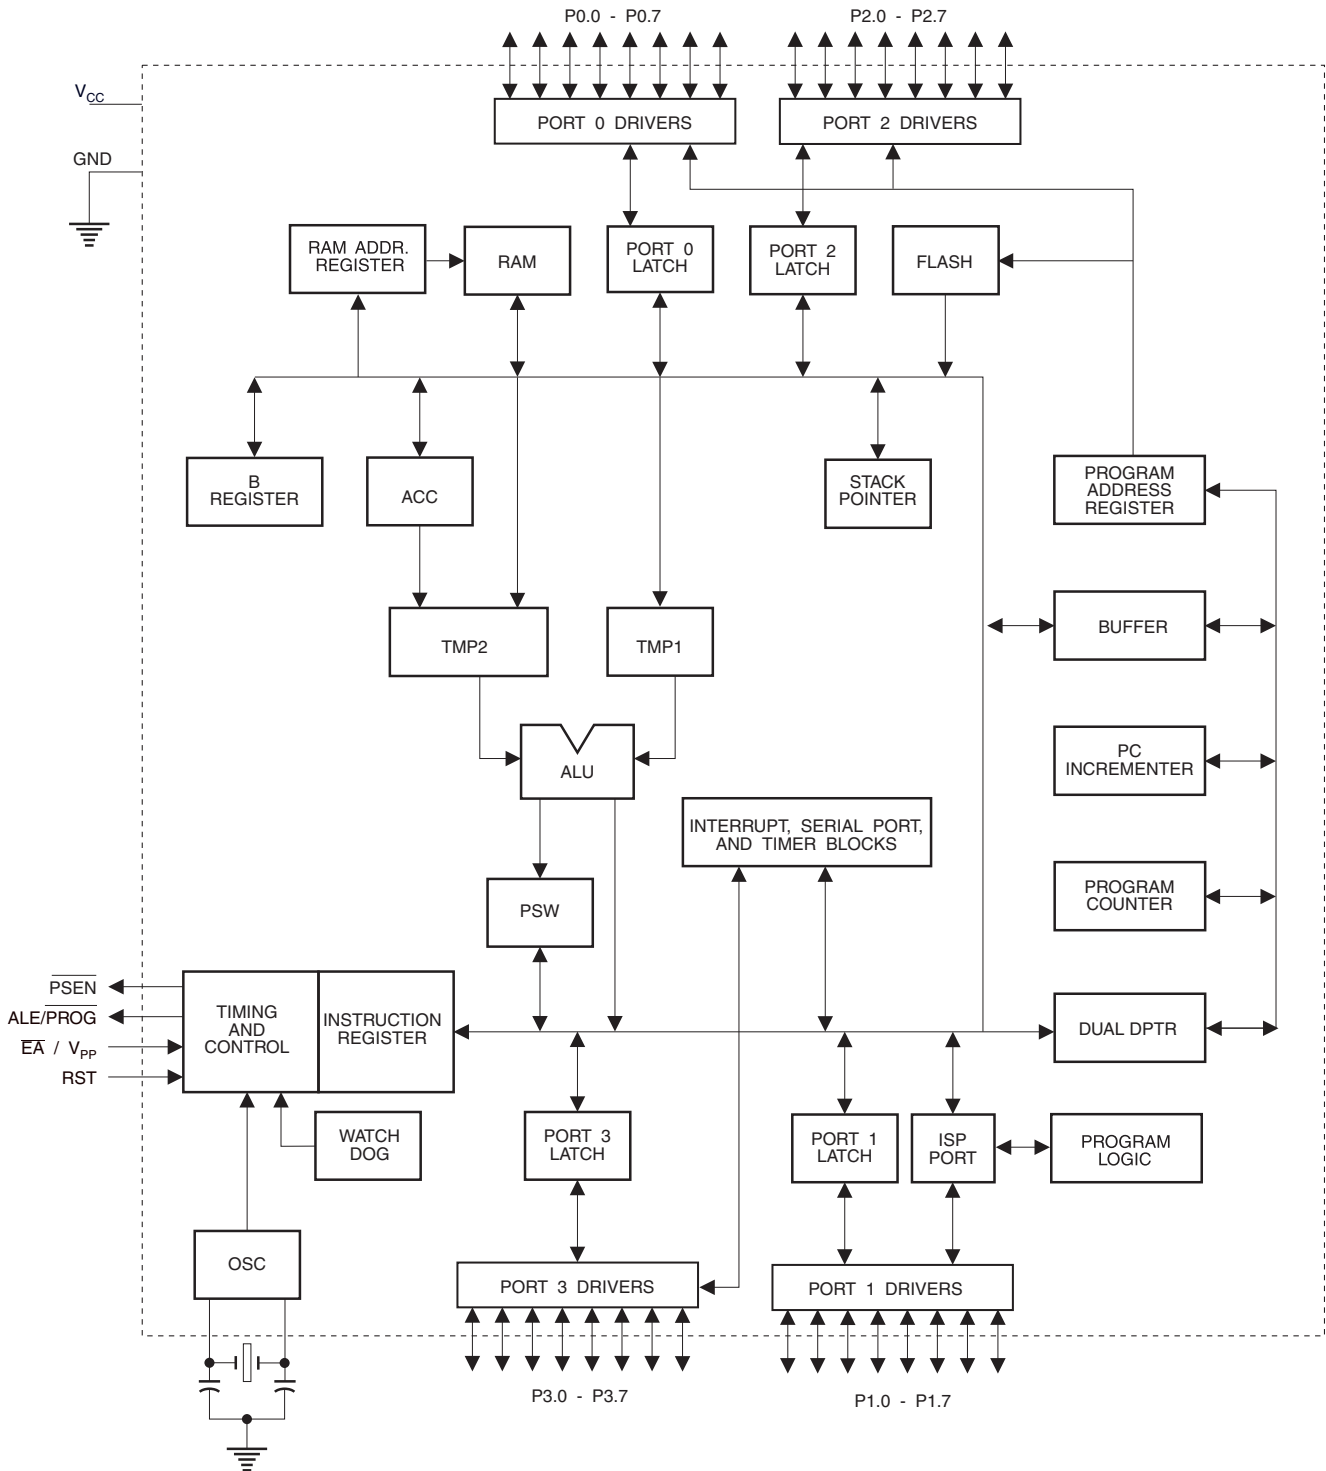 P0.0 - P0.7
P2.0 - P2.7
VCC
PORT 0 DRIVERS
PORT 2 DRIVERS
GND
RAM ADDR.
REGISTER
RAM
PORT 0
LATCH
PORT 2
LATCH
FLASH
B
REGISTER
ACC
STACK
POINTER
PROGRAM
ADDRESS
REGISTER
BUFFER
TMP2
TMP1
PC
INCREMENTER
ALU
INTERRUPT, SERIAL PORT,
AND TIMER BLOCKS
PROGRAM
COUNTER
PSW
PSEN
ALE/PROG
EA / VPP
RST
TIMING
AND
CONTROL
INSTRUCTION
REGISTER
DUAL DPTR
WATCH
DOG
PORT 3
LATCH
PORT 1
LATCH
ISP
PORT
PROGRAM
LOGIC
OSC
PORT 3 DRIVERS
PORT 1 DRIVERS
P3.0 - P3.7
P1.0 - P1.7